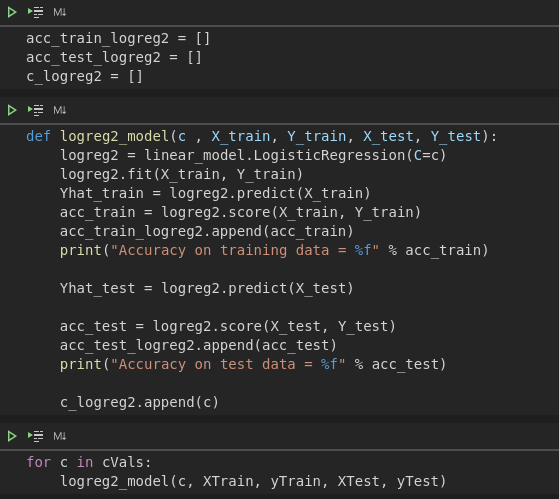 M↓
acc_train_logreg2 = []
acc_test_logreg2 = []
c_logreg2 = []
M↓
def logreg2_model(c , X_train, Y_train, X_test, Y_test):
    logreg2 = linear_model.LogisticRegression(C=c)
    logreg2.fit(X_train, Y_train)
    Yhat_train = logreg2.predict(X_train)
    acc_train = logreg2.score(X_train, Y_train)
    acc_train_logreg2.append(acc_train)
    print("Accuracy on training data = %f" % acc_train)
    Yhat_test = logreg2.predict(X_test)
    acc_test = logreg2.score(X_test, Y_test)
    acc_test_logreg2.append(acc_test)
    print("Accuracy on test data = %f" % acc_test)
    c_logreg2.append(c)
M↓
for c in cVals:
    logreg2_model(c, XTrain, yTrain, XTest, yTest)